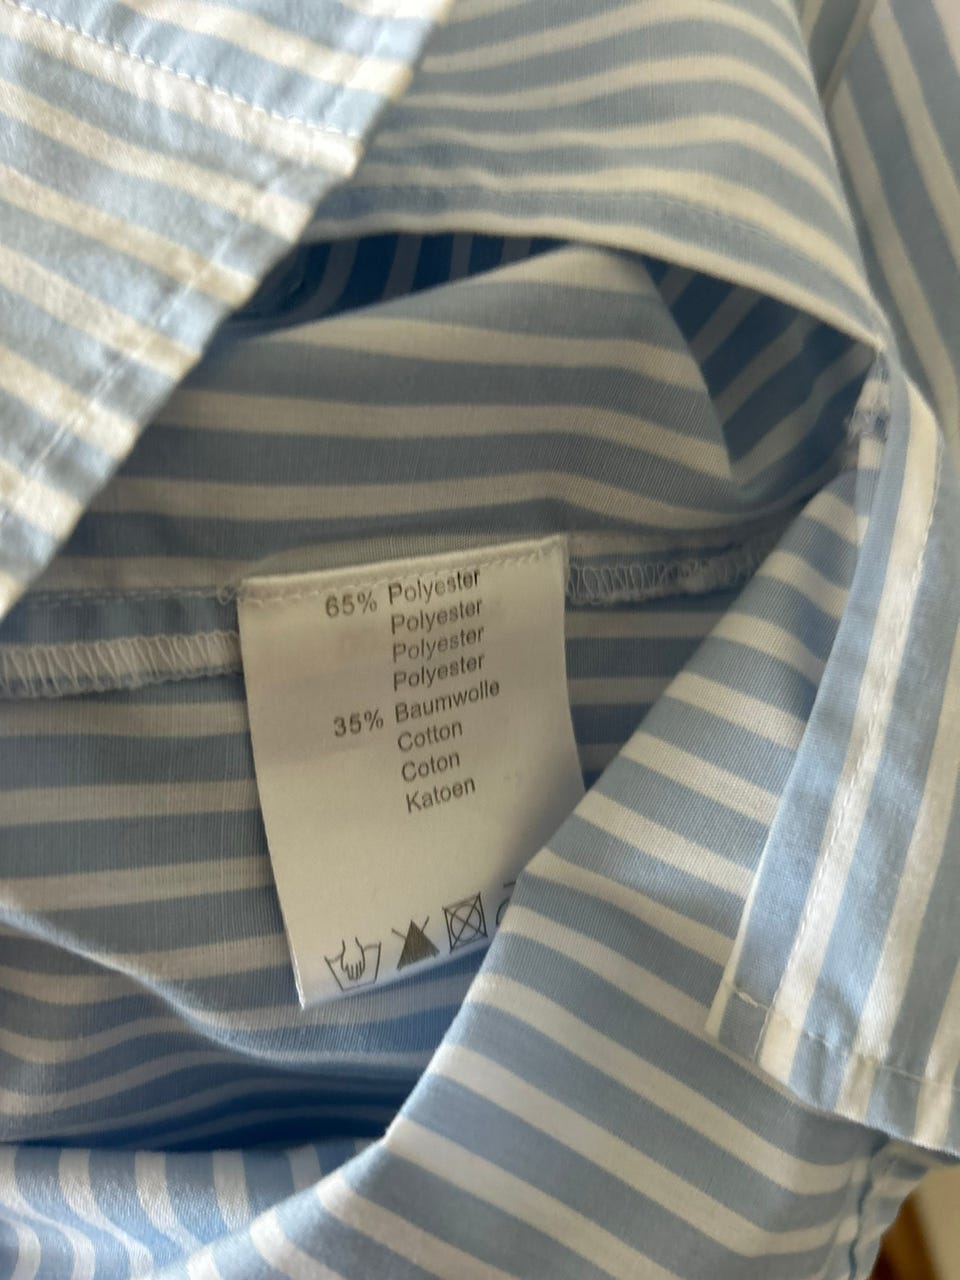 65% Polyester
Polyester
Polyester
Polyester
35% Baumwolle
Cotton
Coton
Katoen